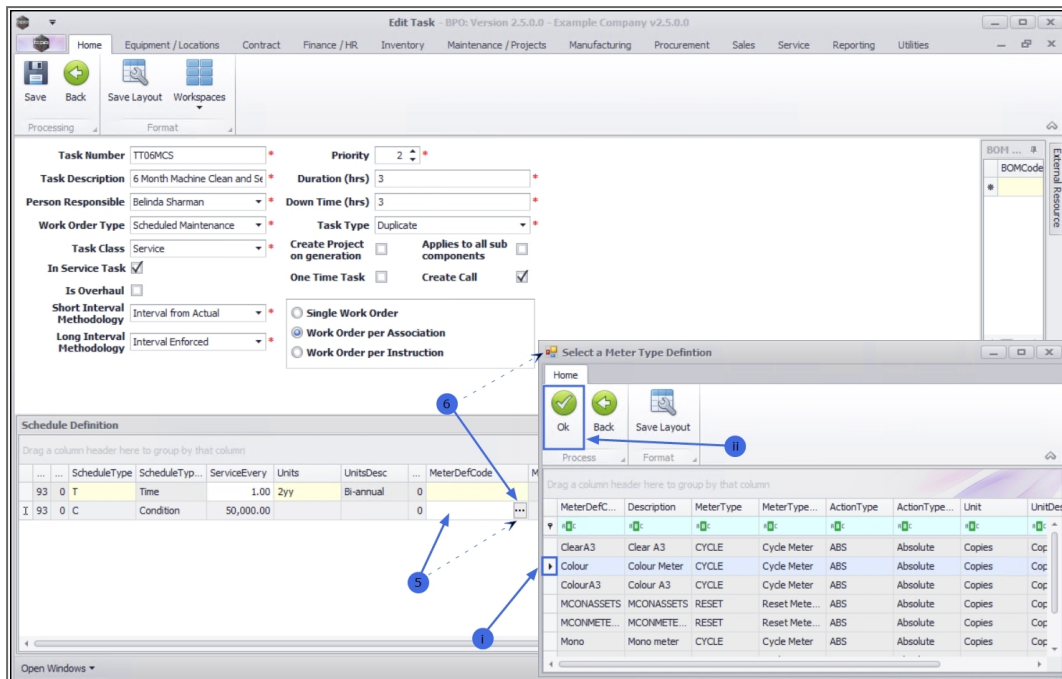 Edit Task - BPO: Version 2.5.0.0 - Example Company v2.5.0.0
Home Equipment / Locations Contract Finance / HR Inventory Maintenance / Projects Manufacturing Procurement Sales Service Reporting Utilities
Save Back Save Layout Workspaces
Processing Format
Task Number TT06MCS * Priority 2 *
Task Description 6 Month Machine Clean and Se * Duration (hrs) 3 *
Person Responsible Belinda Sharman * Down Time (hrs) 3 *
Work Order Type Scheduled Maintenance * Task Type Duplicate *
Task Class Service * Create Project on generation Applies to all sub components
In Service Task One Time Task Create Call
Is Overhaul
Short Interval Methodology Interval from Actual * Single Work Order
Work Order per Association
Long Interval Methodology Interval Enforced * Work Order per Instruction
BOM ...
BOMCode
External Resource
Schedule Definition
Drag a column header here to group by that column
... ... ScheduleType ScheduleTyp... ServiceEvery Units UnitsDesc ... MeterDefCode M
93 0 T Time 1.00 2yy Bi-annual 0
93 0 C Condition 50,000.00 0 ...
Open Windows
6
5
i
Select a Meter Type Defintion
Home
Ok Back Save Layout
ii
Process Format
Drag a column header here to group by that column
MeterDefC... Description MeterType MeterType... ActionType ActionType... Unit UnitDes
ClearA3 Clear A3 CYCLE Cycle Meter ABS Absolute Copies Cop
Colour Colour Meter CYCLE Cycle Meter ABS Absolute Copies Cop
ColourA3 Colour A3 CYCLE Cycle Meter ABS Absolute Copies Cop
MCONASSETS MCONASSETS RESET Reset Mete... ABS Absolute Copies Cop
MCONMETE... MCONMETE... RESET Reset Mete... ABS Absolute Copies Cop
Mono Mono meter CYCLE Cycle Meter ABS Absolute Copies Cop